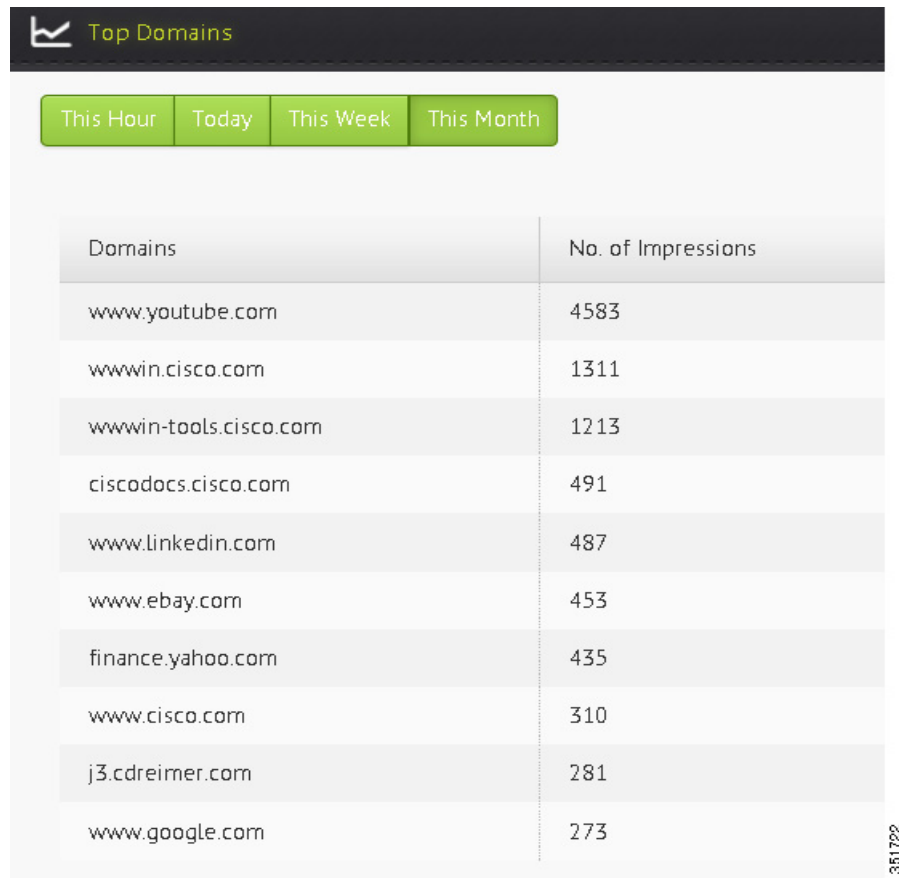 Top Domains
This Hour Today This Week This Month
Domains No. of Impressions
www.youtube.com 4583
wwwin.cisco.com 1311
wwwin-tools.cisco.com 1213
ciscodocs.cisco.com 491
www.linkedin.com 487
www.ebay.com 453
finance.yahoo.com 435
www.cisco.com 310
j3.cdreimer.com 281
www.google.com 273
351722